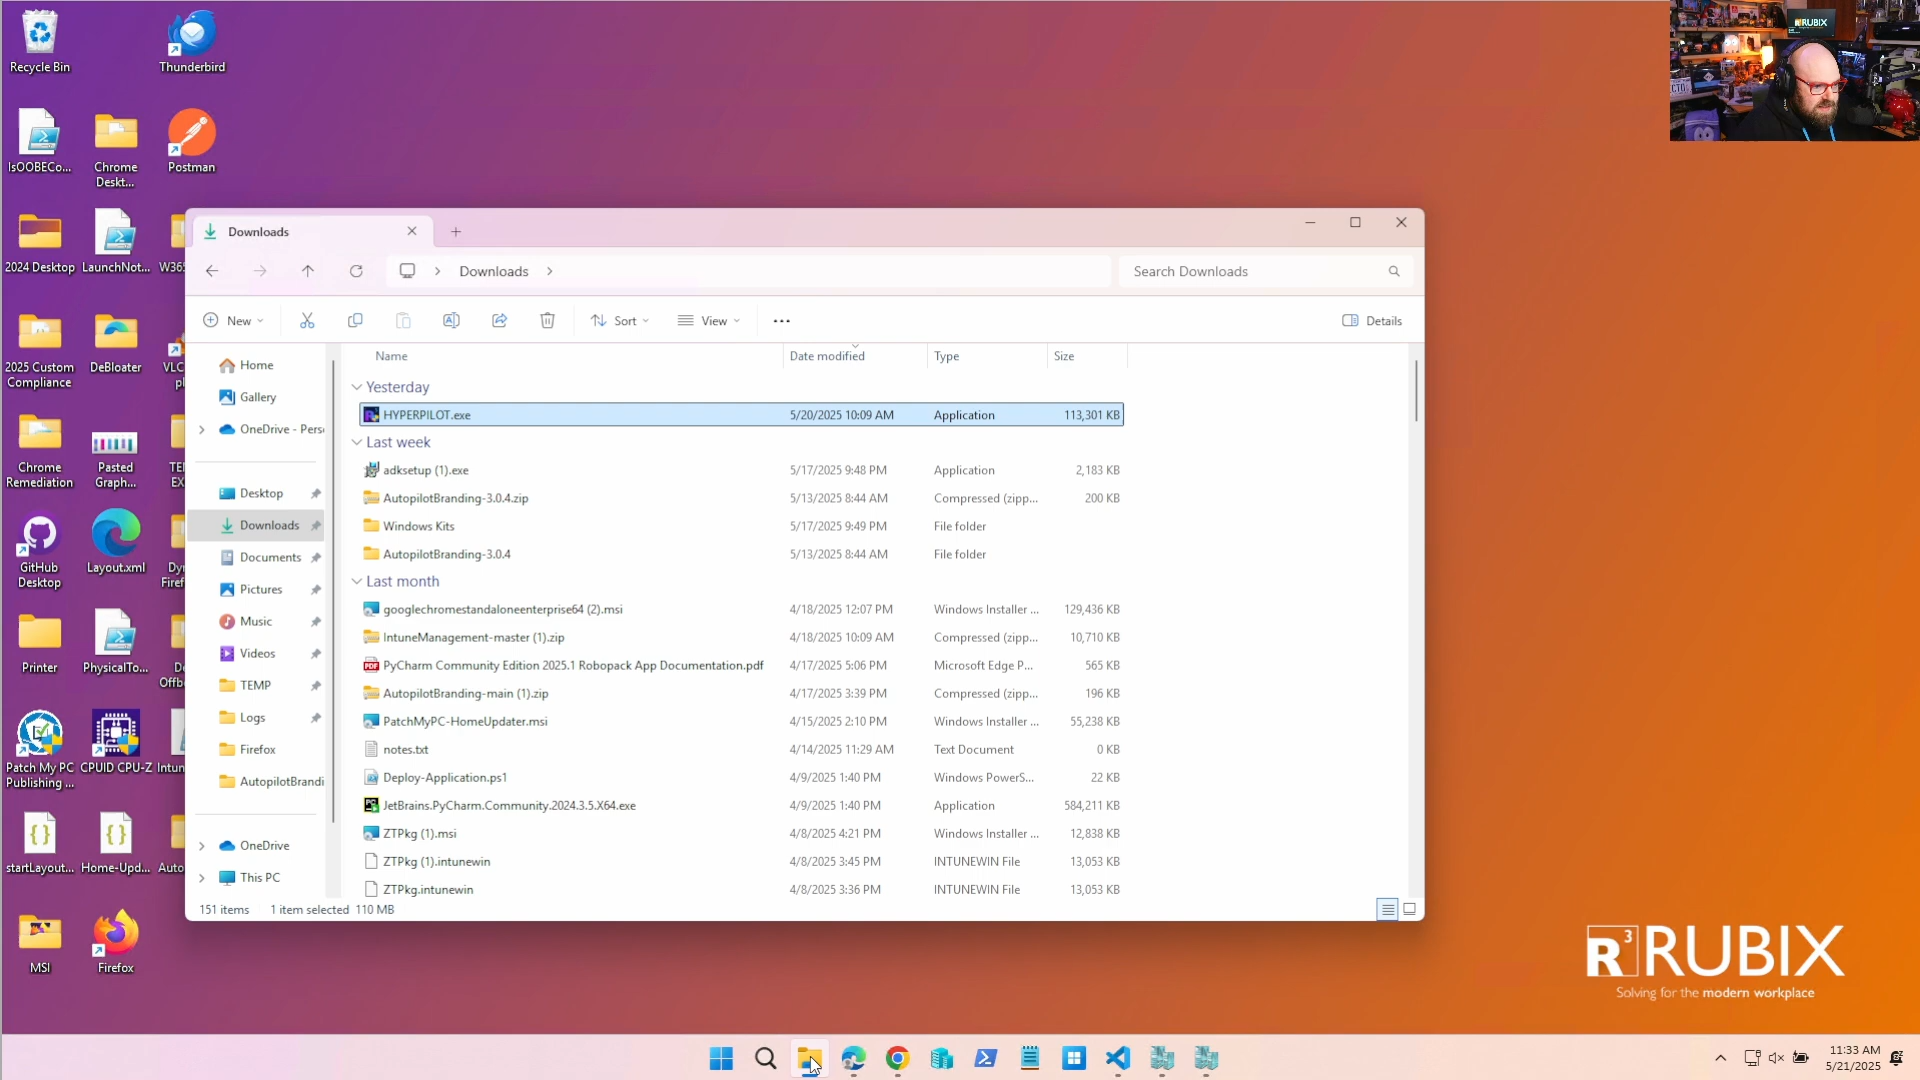 Recycle Bin
Thunderbird
IsOOBECo...
Chrome
Deskt...
Postman
2024 Desktop
LaunchNot...
W365
2025 Custom
Compliance
DeBloater
VLC
pl
Chrome
Remediation
Pasted
Graph...
TEI
EX
GitHub
Desktop
Layout.xml
Dy
Firef
Printer
PhysicalTo...
De
Offb
Patch My PC
Publishing ...
CPUID CPU-Z
Intun
startLayout...
Home-Upd...
Auto
MSI
Firefox
Downloads
Downloads
Search Downloads
New
Sort
View
Details
Home
Gallery
OneDrive - Pers
Desktop
Downloads
Documents
Pictures
Music
Videos
TEMP
Logs
Firefox
AutopilotBrandi
OneDrive
This PC
Name Date modified Type Size
Yesterday
HYPERPILOT.exe 5/20/2025 10:09 AM Application 113,301 KB
Last week
adksetup (1).exe 5/17/2025 9:48 PM Application 2,183 KB
AutopilotBranding-3.0.4.zip 5/13/2025 8:44 AM Compressed (zipp... 200 KB
Windows Kits 5/17/2025 9:49 PM File folder
AutopilotBranding-3.0.4 5/13/2025 8:44 AM File folder
Last month
googlechromestandaloneenterprise64 (2).msi 4/18/2025 12:07 PM Windows Installer ... 129,436 KB
IntuneManagement-master (1).zip 4/18/2025 10:09 AM Compressed (zipp... 10,710 KB
PyCharm Community Edition 2025.1 Robopack App Documentation.pdf 4/17/2025 5:06 PM Microsoft Edge P... 565 KB
AutopilotBranding-main (1).zip 4/17/2025 3:39 PM Compressed (zipp... 196 KB
PatchMyPC-HomeUpdater.msi 4/15/2025 2:10 PM Windows Installer ... 55,238 KB
notes.txt 4/14/2025 11:29 AM Text Document 0 KB
Deploy-Application.ps1 4/9/2025 1:40 PM Windows PowerS... 22 KB
JetBrains.PyCharm.Community.2024.3.5.X64.exe 4/9/2025 1:40 PM Application 584,211 KB
ZTPkg (1).msi 4/8/2025 4:21 PM Windows Installer ... 12,838 KB
ZTPkg (1).intunewin 4/8/2025 3:45 PM INTUNEWIN File 13,053 KB
ZTPkg.intunewin 4/8/2025 3:36 PM INTUNEWIN File 13,053 KB
151 items 1 item selected 110 MB
RUBIX
R3 RUBIX
Solving for the modern workplace
11:33 AM
5/21/2025